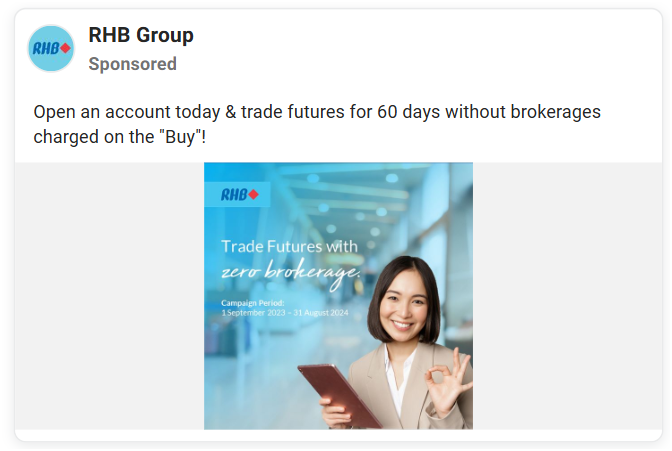 RHB
RHB Group
Sponsored
Open an account today & trade futures for 60 days without brokerages
charged on the "Buy"!
RHB
Trade Futures with
zero brokerage.
Campaign Period:
1 September 2023 – 31 August 2024